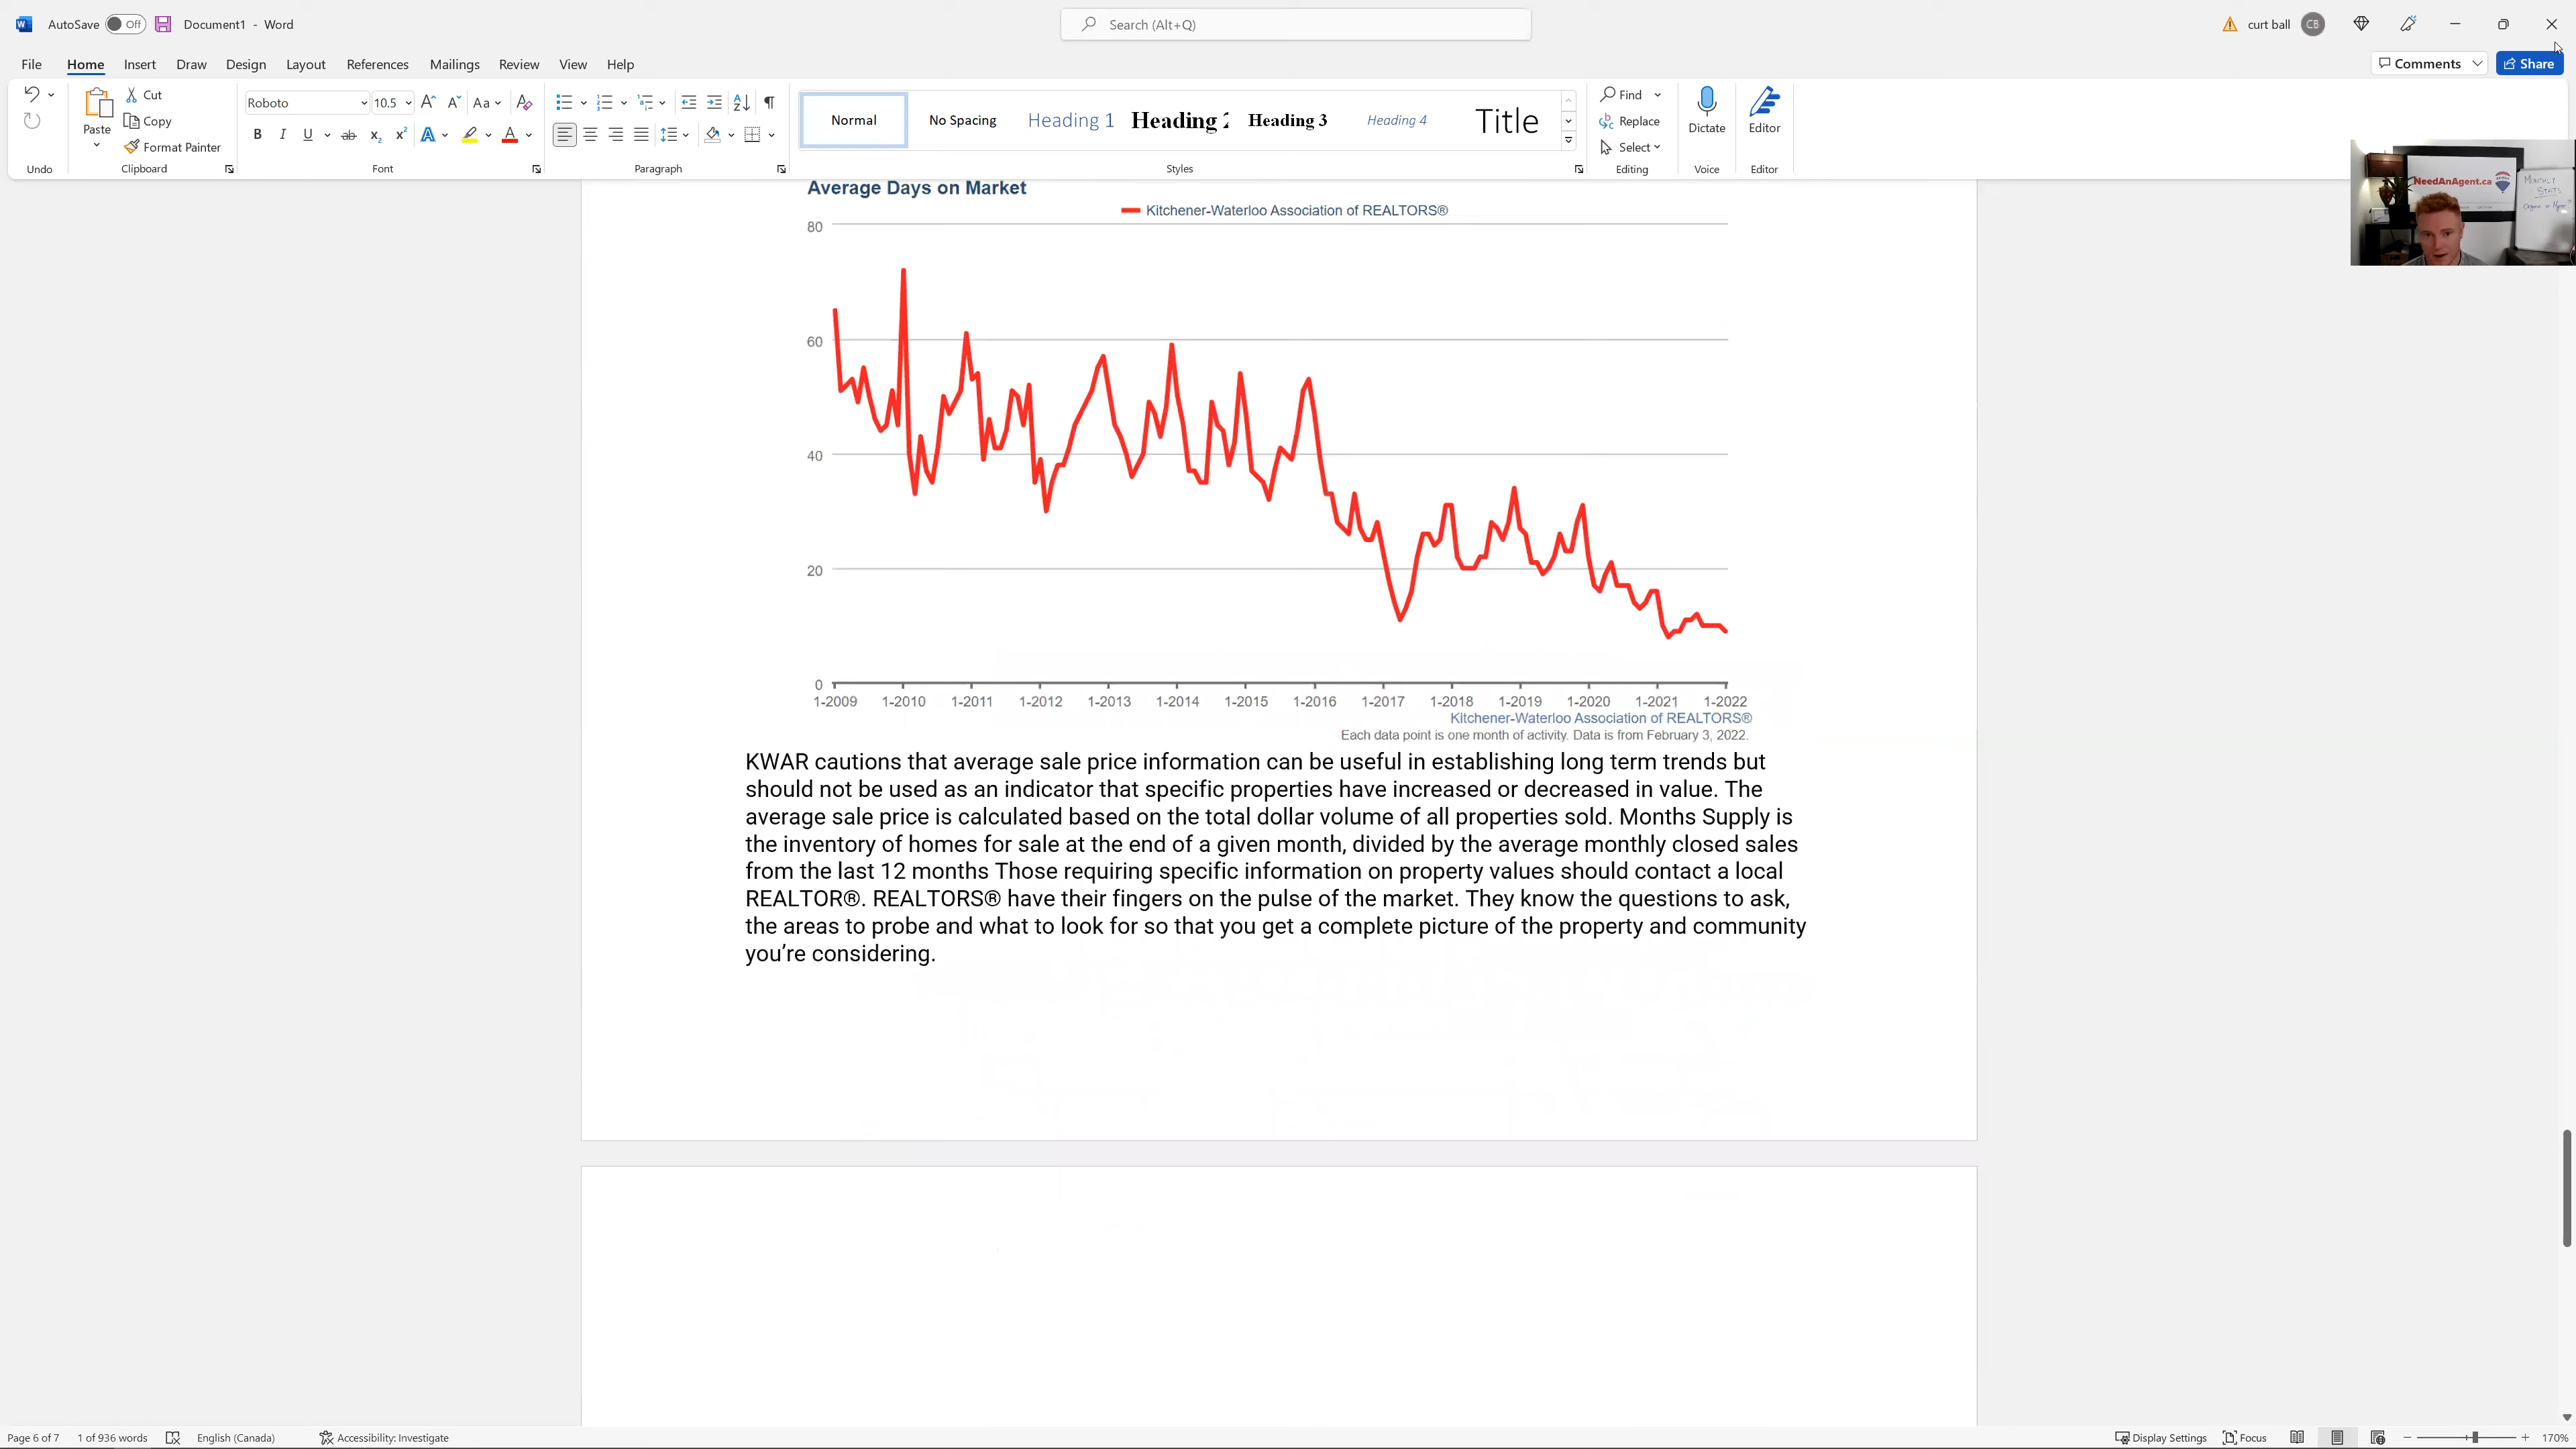 AutoSave Off Document1 - Word Search (Alt+Q) curt ball CB
File Home Insert Draw Design Layout References Mailings Review View Help Comments Share
Paste Cut Copy Format Painter
Roboto 10.5
Normal No Spacing Heading 1 Heading 2 Heading 3 Heading 4 Title
Find Replace Select
Dictate Editor
Undo Clipboard Font Paragraph Styles Editing Voice Editor
NeedAnAgent.ca
MONTHLY
STATS
Average Days on Market
Kitchener-Waterloo Association of REALTORS®
80
60
40
20
0
1-2009 1-2010 1-2011 1-2012 1-2013 1-2014 1-2015 1-2016 1-2017 1-2018 1-2019 1-2020 1-2021 1-2022
Kitchener-Waterloo Association of REALTORS®
Each data point is one month of activity. Data is from February 3, 2022.
KWAR cautions that average sale price information can be useful in establishing long term trends but
should not be used as an indicator that specific properties have increased or decreased in value. The
average sale price is calculated based on the total dollar volume of all properties sold. Months Supply is
the inventory of homes for sale at the end of a given month, divided by the average monthly closed sales
from the last 12 months Those requiring specific information on property values should contact a local
REALTOR®. REALTORS® have their fingers on the pulse of the market. They know the questions to ask,
the areas to probe and what to look for so that you get a complete picture of the property and community
you're considering.
Page 6 of 7 1 of 936 words English (Canada) Accessibility: Investigate Display Settings Focus 170%